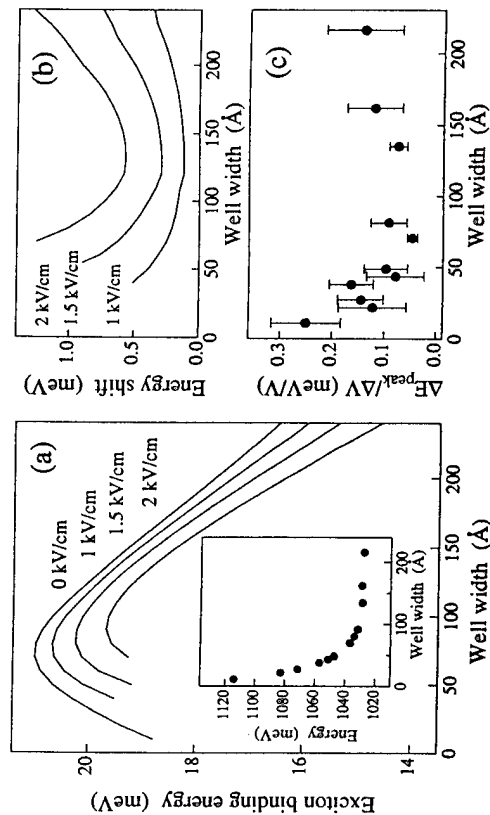 (a)
Exciton binding energy (meV)
20
18
16
14
0 kV/cm
1 kV/cm
1.5 kV/cm
2 kV/cm
0
50
100
150
200
Well width (Å)
Energy (meV)
1120
1100
1080
1060
1040
1020
0
100
200
Well width (Å)
(b)
Energy shift (meV)
1.0
0.5
0.0
2 kV/cm
1.5 kV/cm
1 kV/cm
0
50
100
150
200
Well width (Å)
(c)
ΔEpeak/ΔV (meV/V)
0.3
0.2
0.1
0.0
0
50
100
150
200
Well width (Å)